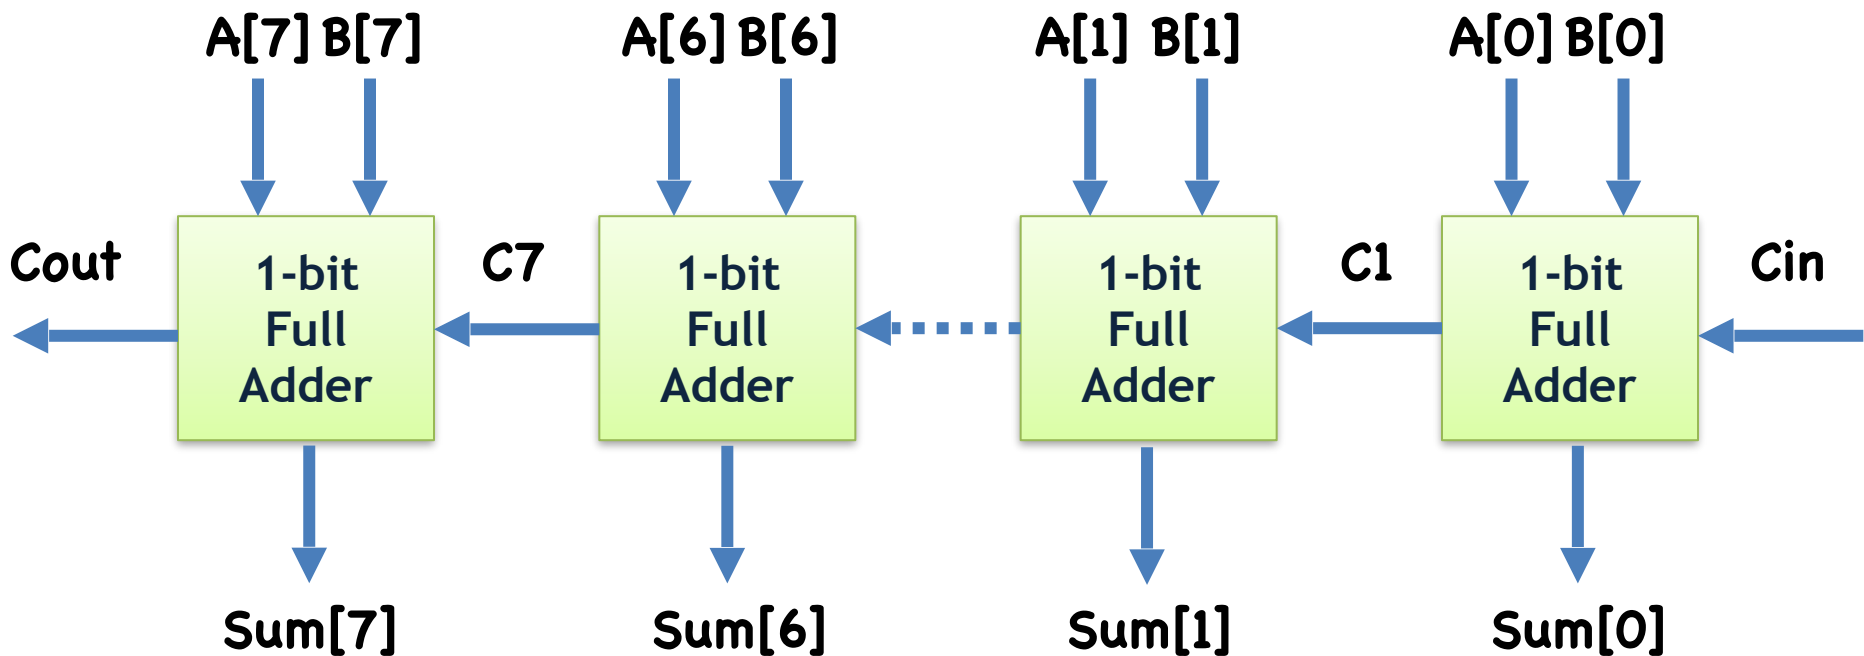 A[7] B[7] A[6] B[6] A[1] B[1] A[0] B[0]
Cout C7 C1 Cin
1-bit
Full
Adder
1-bit
Full
Adder
1-bit
Full
Adder
1-bit
Full
Adder
Sum[7] Sum[6] Sum[1] Sum[0]